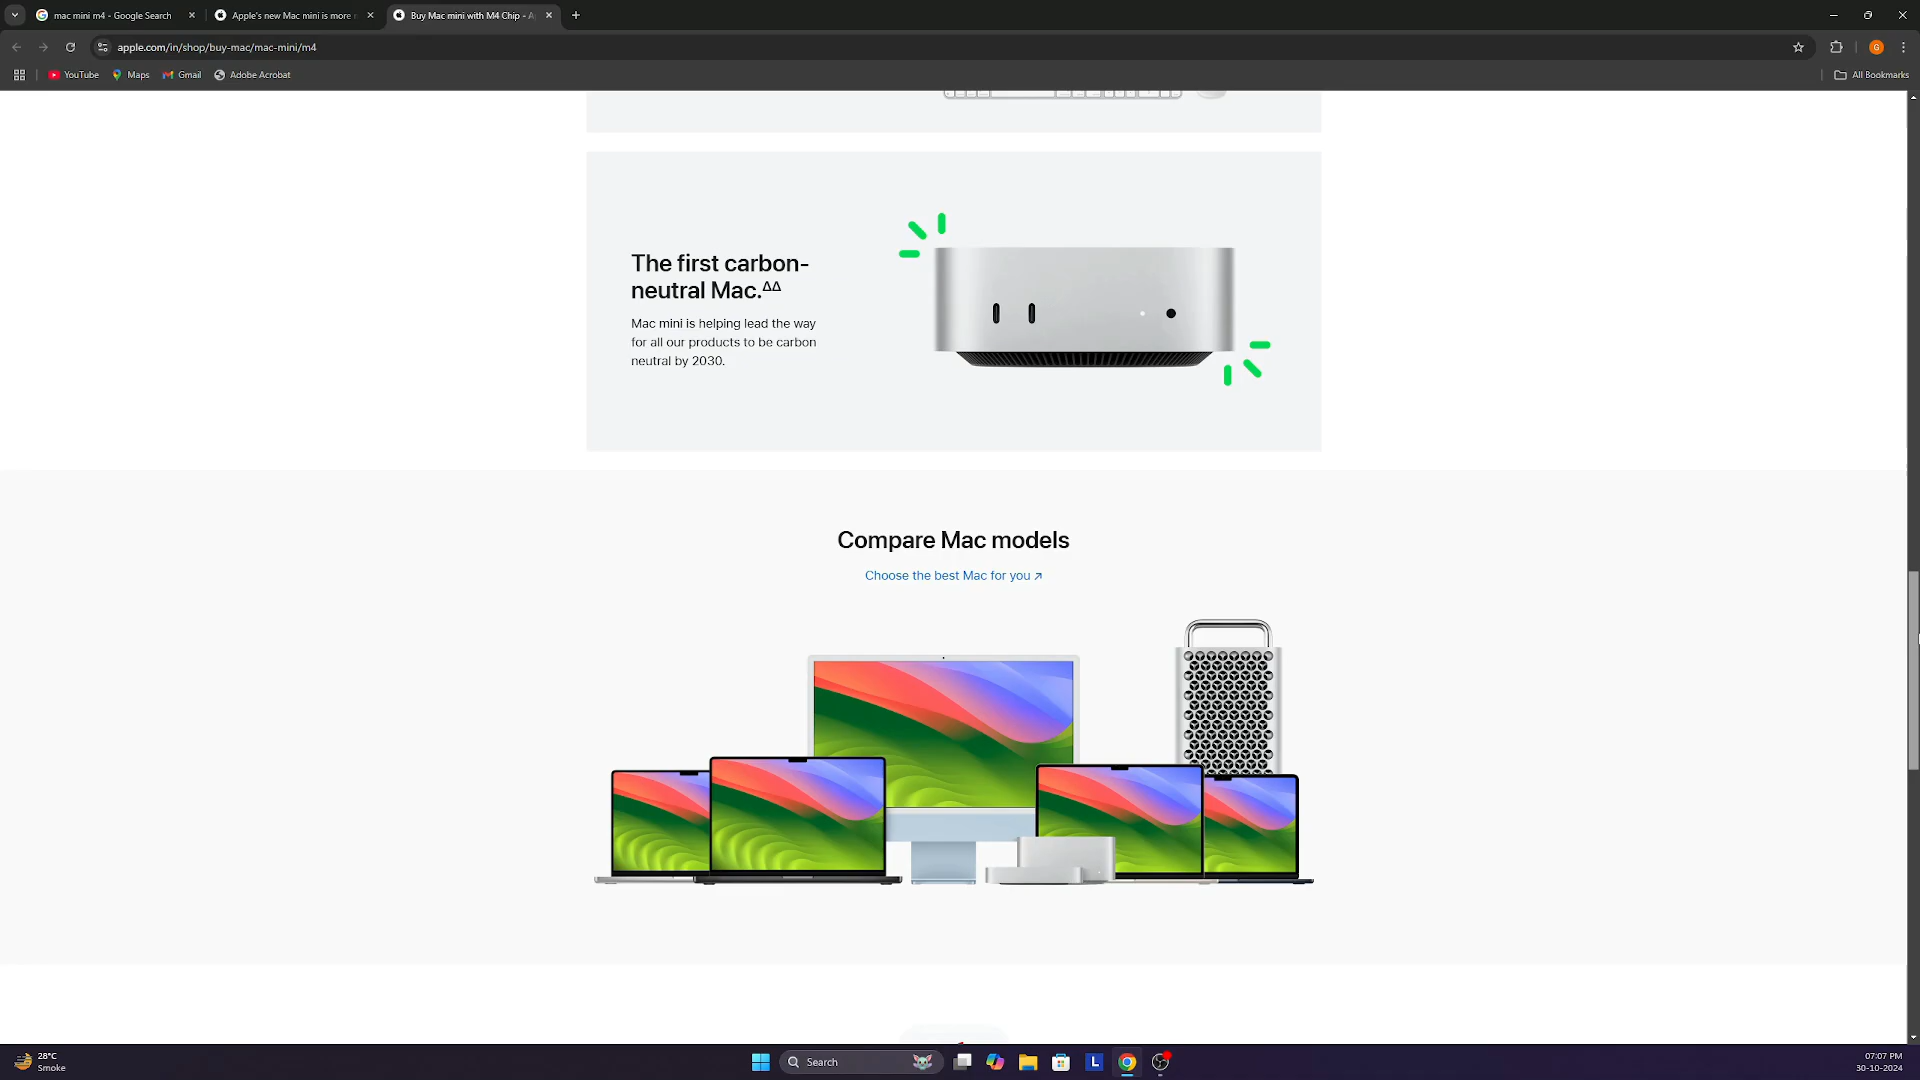 mac mini m4 - Google Search
Apple's new Mac mini is more
Buy Mac mini with M4 Chip - A
apple.com/in/shop/buy-mac/mac-mini/m4
G
YouTube
Maps
Gmail
Adobe Acrobat
All Bookmarks
The first carbon-
neutral Mac.ΔΔ
Mac mini is helping lead the way
for all our products to be carbon
neutral by 2030.
Compare Mac models
Choose the best Mac for you ↗
28°C
Smoke
Search
L
07:07 PM
30-10-2024